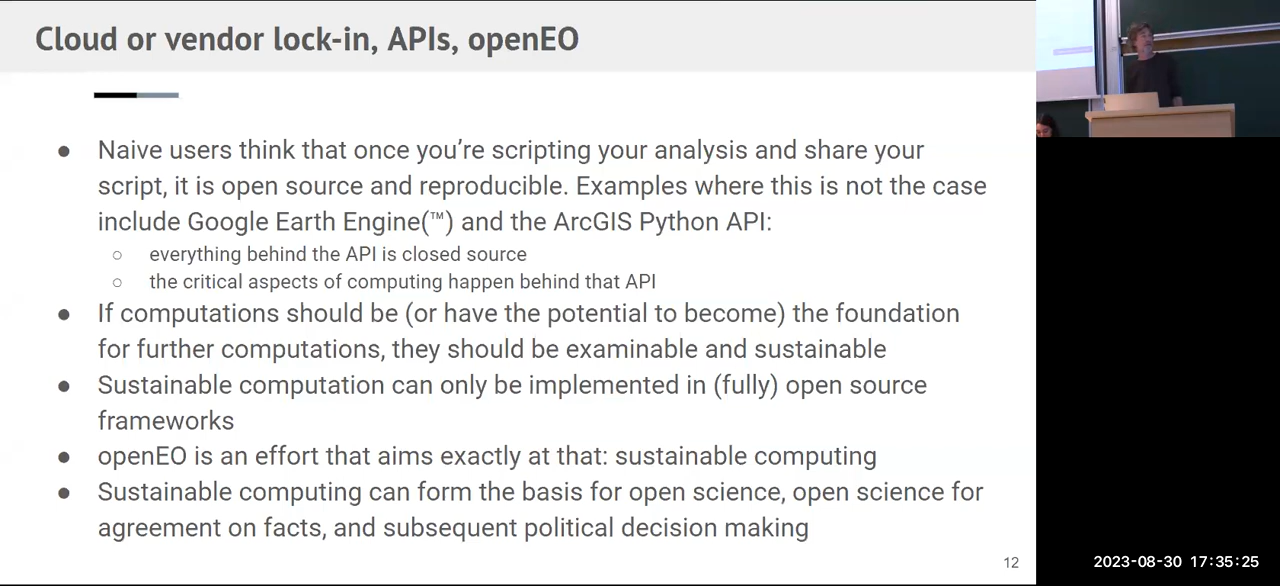 Cloud or vendor lock-in, APIs, openEO
● Naive users think that once you’re scripting your analysis and share your
script, it is open source and reproducible. Examples where this is not the case
include Google Earth Engine(™) and the ArcGIS Python API:
○ everything behind the API is closed source
○ the critical aspects of computing happen behind that API
● If computations should be (or have the potential to become) the foundation
for further computations, they should be examinable and sustainable
● Sustainable computation can only be implemented in (fully) open source
frameworks
● openEO is an effort that aims exactly at that: sustainable computing
● Sustainable computing can form the basis for open science, open science for
agreement on facts, and subsequent political decision making
12
2023-08-30 17:35:25